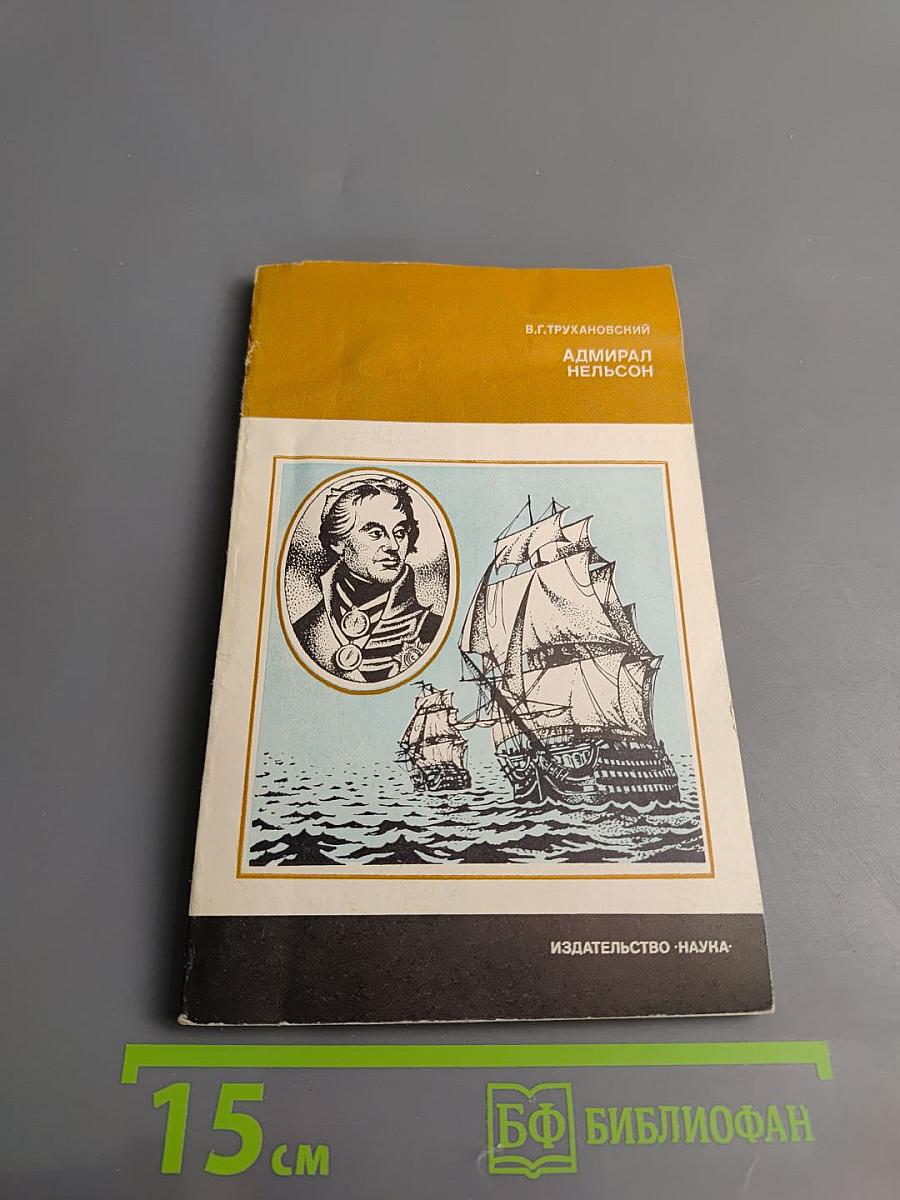 В.Г.ТРУХАНОВСКИЙ
АДМИРАЛ
НЕЛЬСОН
ИЗДАТЕЛЬСТВО ·НАУКА·
15 см
БФ БИБЛИОФАН